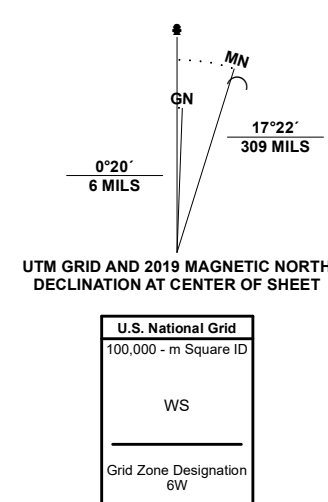 MN
GN
17°22´
309 MILS
0°20´
6 MILS
UTM GRID AND 2019 MAGNETIC NORTH
DECLINATION AT CENTER OF SHEET
U.S. National Grid
100,000 - m Square ID
WS
Grid Zone Designation
6W